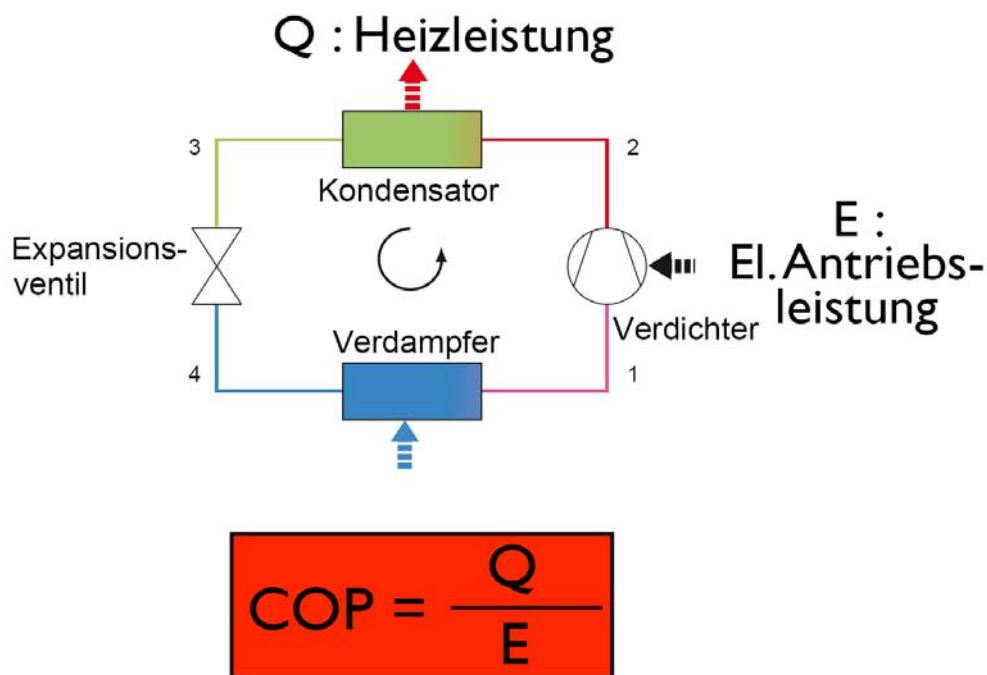 Q : Heizleistung
3
2
Kondensator
Expansions-
ventil
E :
El. Antriebs-
leistung
Verdichter
Verdampfer
4
1
COP = Q
E